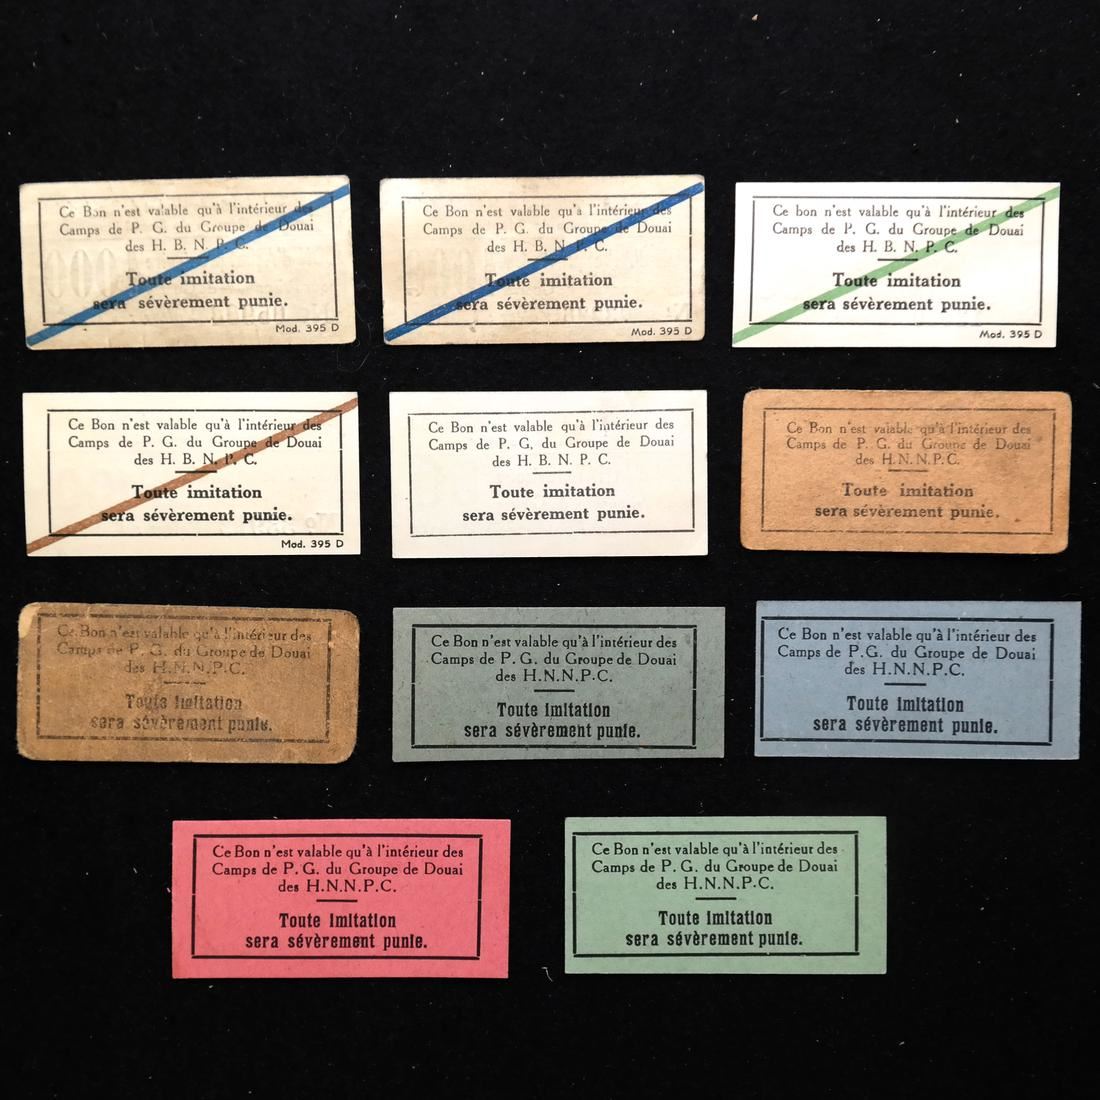 Ce Bon n'est valable qu'à l'intérieur des
Camps de P. G. du Groupe de Douai
des H. B. N. P. C.
Toute imitation
sera sévèrement punie.
Mod. 395 D
Ce Bon n'est valable qu'a l'intérieur des
Camps de P. G. du Groupe de Douai
des H. B. N. P. C.
Toute imitation
sera sévèrement punie.
Mod. 395 D
Ce bon n'est valable qu'à l'intérieur des
Camps de P. G. du Groupe de Douai
des H. B. N. P. C.
Toute imitation
sera sévèrement punie.
Mod. 395 D
Ce Bon n'est valable qu'à l'intérieur des
Camps de P. G. du Groupe de Douai
des H. B. N. P. C.
Toute imitation
sera sévèrement punie.
Mod. 395 D
Ce Bon n'est valable qu'à l'intérieur des
Camps de P. G. du Groupe de Douai
des H. B. N. P. C.
Toute imitation
sera sévèrement punie.
Ce Bon n'est valable qu'à l'intérieur des
Camps de P. G. du Groupe de Douai
des H.N.N.P.C.
Toute imitation
sera sévèrement punie.
Ce Bon n'est valable qu'à l'intérieur des
Camps de P. G. du Groupe de Douai
des H.N.N.P.C.
Toute Imitation
sera sévèrement punie.
Ce Bon n'est valable qu'à l'intérieur des
Camps de P. G. du Groupe de Douai
des H.N.N.P.C.
Toute Imitation
sera sévèrement punie.
Ce Bon n'est valable qu'à l'intérieur des
Camps de P. G. du Groupe de Douai
des H.N.N.P.C.
Toute Imitation
sera sévèrement punie.
Ce Bon n'est valable qu'à l'intérieur des
Camps de P. G. du Groupe de Douai
des H.N.N.P.C.
Toute Imitation
sera sévèrement punie.
Ce Bon n'est valable qu'à l'intérieur des
Camps de P. G. du Groupe de Douai
des H.N.N.P.C.
Toute Imitation
sera sévèrement punie.